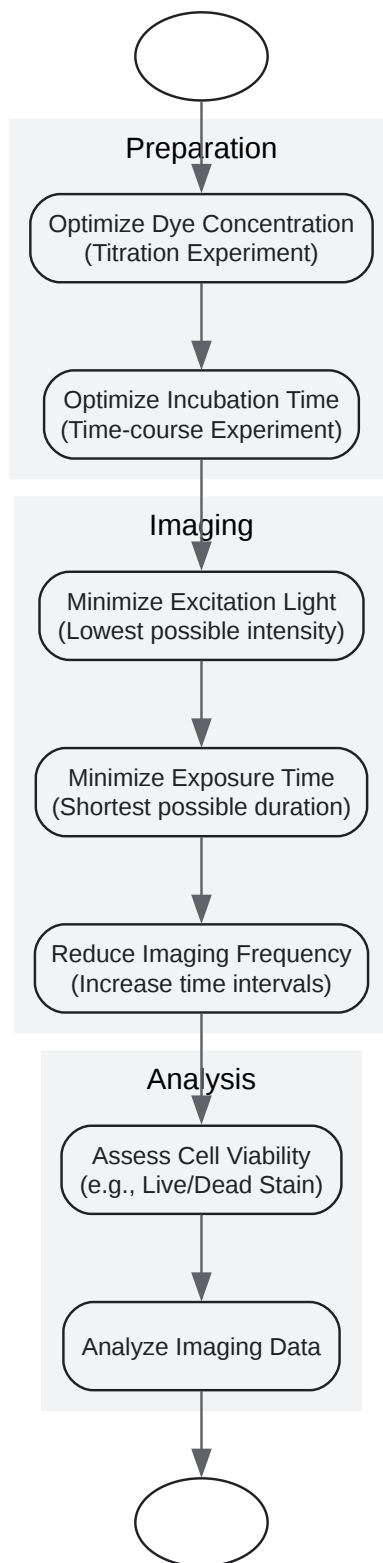 Preparation
Optimize Dye Concentration
(Titration Experiment)
Optimize Incubation Time
(Time-course Experiment)
Imaging
Minimize Excitation Light
(Lowest possible intensity)
Minimize Exposure Time
(Shortest possible duration)
Reduce Imaging Frequency
(Increase time intervals)
Analysis
Assess Cell Viability
(e.g., Live/Dead Stain)
Analyze Imaging Data